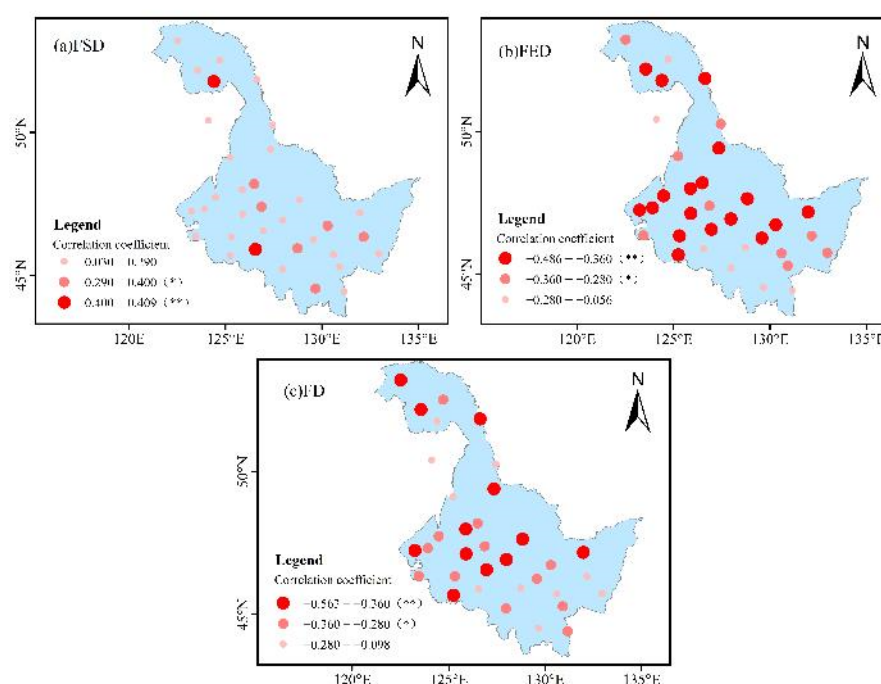 (a)FSD
N
50°N
45°N
Legend
Correlation coefficient
0.030 – 0.290
0.290 – 0.400 (*)
0.400 – 0.409 (**)
120°E 125°E 130°E 135°E
(b)FED
N
50°N
45°N
Legend
Correlation coefficient
−0.486 – −0.360 (**)
−0.360 – −0.280 (*)
−0.280 – −0.056
120°E 125°E 130°E 135°E
(c)FD
N
50°N
45°N
Legend
Correlation coefficient
−0.563 – −0.360 (**)
−0.360 – −0.280 (*)
−0.280 – −0.098
120°E 125°E 130°E 135°E